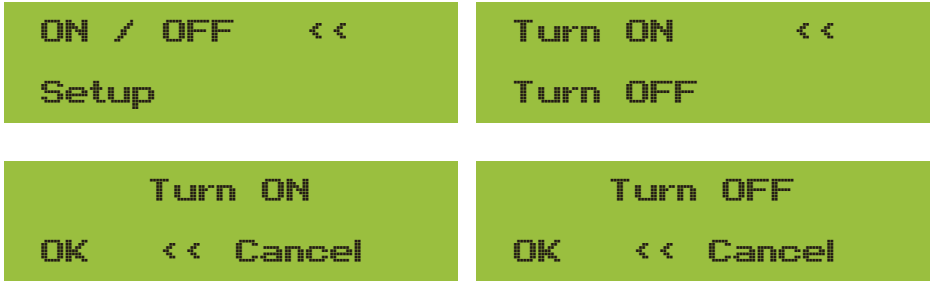 ON / OFF <<
Setup
Turn ON <<
Turn OFF
Turn ON
OK << Cancel
Turn OFF
OK << Cancel